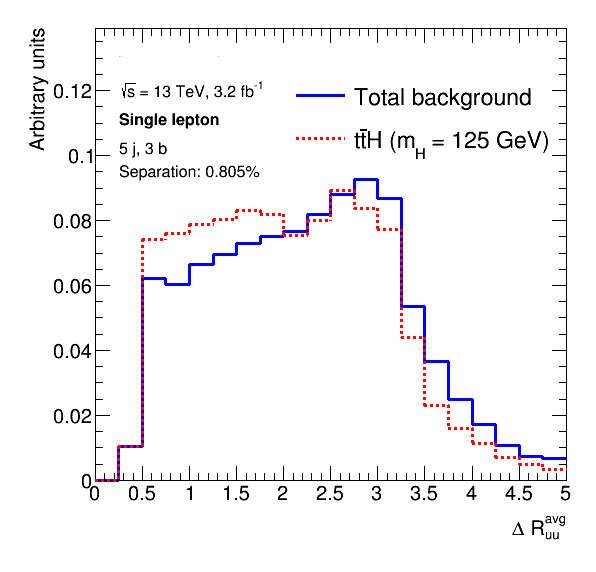 Arbitrary units
√s = 13 TeV, 3.2 fb⁻¹
Single lepton
5 j, 3 b
Separation: 0.805%
Total background
tt̄H (m_H = 125 GeV)
0.12
0.1
0.08
0.06
0.04
0.02
0
0 0.5 1 1.5 2 2.5 3 3.5 4 4.5 5
Δ R_uu^avg